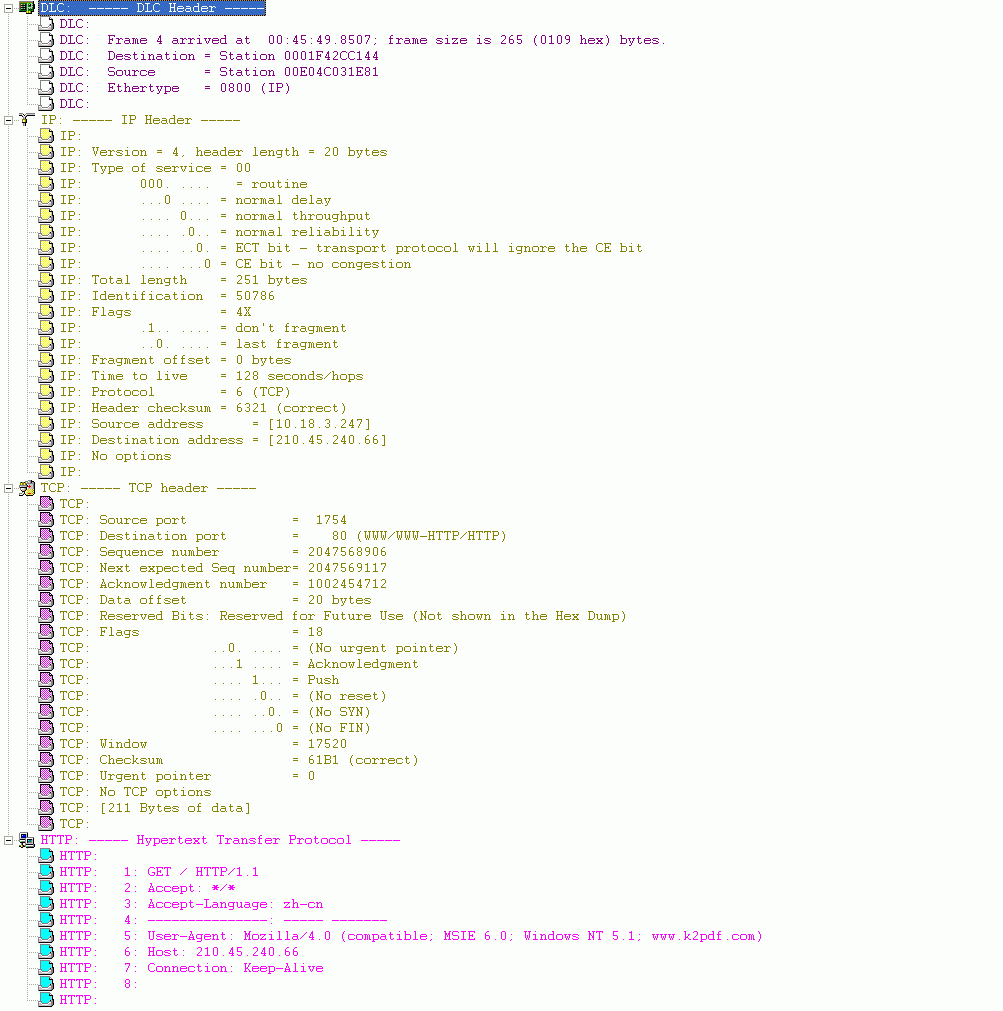 DLC:  ----- DLC Header -----
DLC:
DLC:  Frame 4 arrived at  00:45:49.8507; frame size is 265 (0109 hex) bytes.
DLC:  Destination = Station 0001F42CC144
DLC:  Source      = Station 00E04C031E81
DLC:  Ethertype   = 0800 (IP)
DLC:
IP: ----- IP Header -----
IP:
IP: Version = 4, header length = 20 bytes
IP: Type of service = 00
IP:       000. ....   = routine
IP:       ...0 .... = normal delay
IP:       .... 0... = normal throughput
IP:       .... .0.. = normal reliability
IP:       .... ..0. = ECT bit - transport protocol will ignore the CE bit
IP:       .... ...0 = CE bit - no congestion
IP: Total length    = 251 bytes
IP: Identification  = 50786
IP: Flags           = 4X
IP:       .1.. .... = don't fragment
IP:       ..0. .... = last fragment
IP: Fragment offset = 0 bytes
IP: Time to live    = 128 seconds/hops
IP: Protocol        = 6 (TCP)
IP: Header checksum = 6321 (correct)
IP: Source address      = [10.18.3.247]
IP: Destination address = [210.45.240.66]
IP: No options
IP:
TCP: ----- TCP header -----
TCP:
TCP: Source port             =  1754
TCP: Destination port        =    80 (WWW/WWW-HTTP/HTTP)
TCP: Sequence number         = 2047568906
TCP: Next expected Seq number= 2047569117
TCP: Acknowledgment number   = 1002454712
TCP: Data offset             = 20 bytes
TCP: Reserved Bits: Reserved for Future Use (Not shown in the Hex Dump)
TCP: Flags                   = 18
TCP:               ..0. .... = (No urgent pointer)
TCP:               ...1 .... = Acknowledgment
TCP:               .... 1... = Push
TCP:               .... .0.. = (No reset)
TCP:               .... ..0. = (No SYN)
TCP:               .... ...0 = (No FIN)
TCP: Window                  = 17520
TCP: Checksum                = 61B1 (correct)
TCP: Urgent pointer          = 0
TCP: No TCP options
TCP: [211 Bytes of data]
TCP:
HTTP: ----- Hypertext Transfer Protocol -----
HTTP:
HTTP:   1: GET / HTTP/1.1
HTTP:   2: Accept: */*
HTTP:   3: Accept-Language: zh-cn
HTTP:   4: ---------------: ----- -------
HTTP:   5: User-Agent: Mozilla/4.0 (compatible; MSIE 6.0; Windows NT 5.1; www.k2pdf.com)
HTTP:   6: Host: 210.45.240.66
HTTP:   7: Connection: Keep-Alive
HTTP:   8:
HTTP: